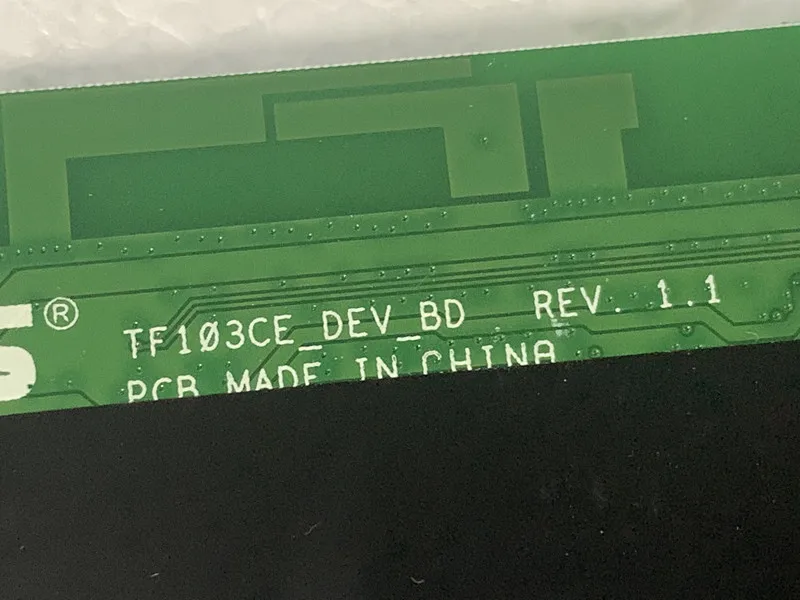 S®
TF103CE_DEV_BD REV. 1.1
PCB MADE IN CHINA